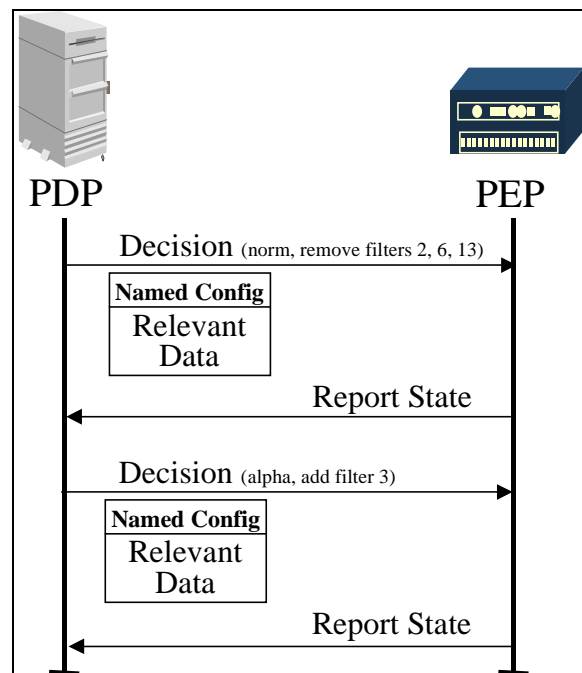 PDP
PEP
Decision (norm, remove filters 2, 6, 13)
Named Config
Relevant
Data
Report State
Decision (alpha, add filter 3)
Named Config
Relevant
Data
Report State